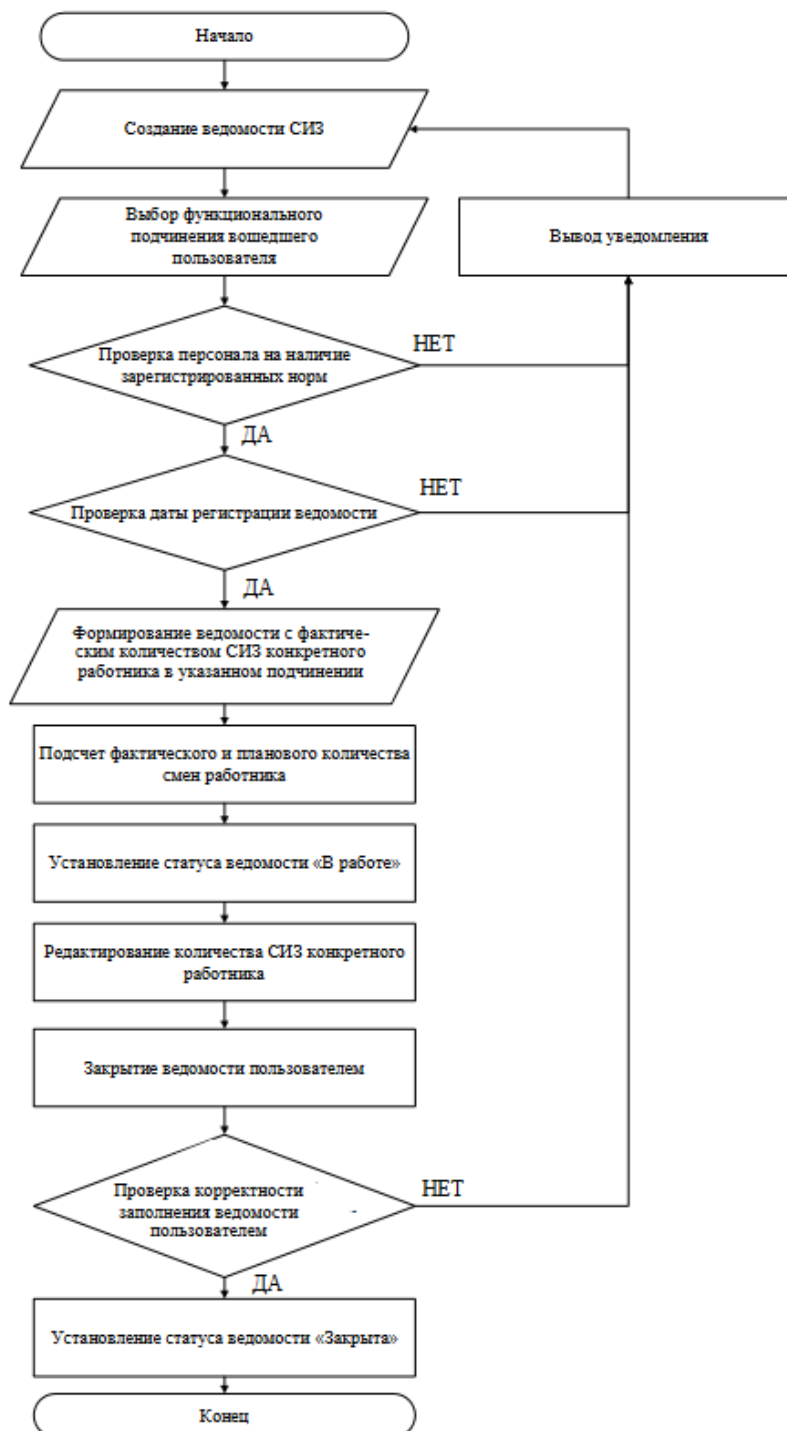 Начало
Создание ведомости СИЗ
Выбор функционального
подчинения вошедшего
пользователя
Вывод уведомления
Проверка персонала на наличие
зарегистрированных норм
НЕТ
ДА
Проверка даты регистрации ведомости
НЕТ
ДА
Формирование ведомости с фактиче-
ским количеством СИЗ конкретного
работника в указанном подчинении
Подсчет фактического и планового количества
смен работника
Установление статуса ведомости «В работе»
Редактирование количества СИЗ конкретного
работника
Закрытие ведомости пользователем
Проверка корректности
заполнения ведомости
пользователем
НЕТ
ДА
Установление статуса ведомости «Закрыта»
Конец